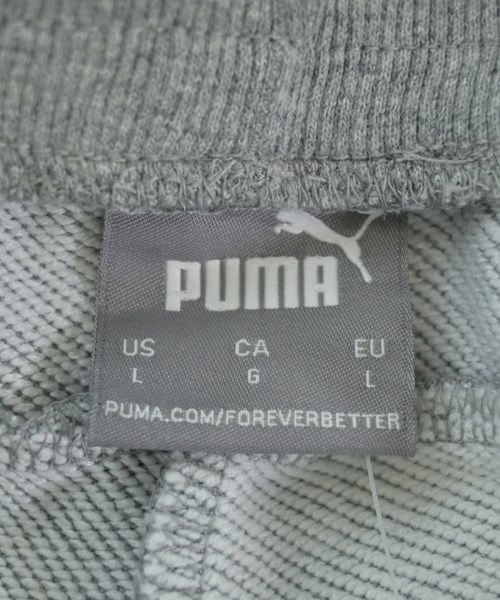 PUMA
US CA EU
L G L
PUMA.COM/FOREVERBETTER